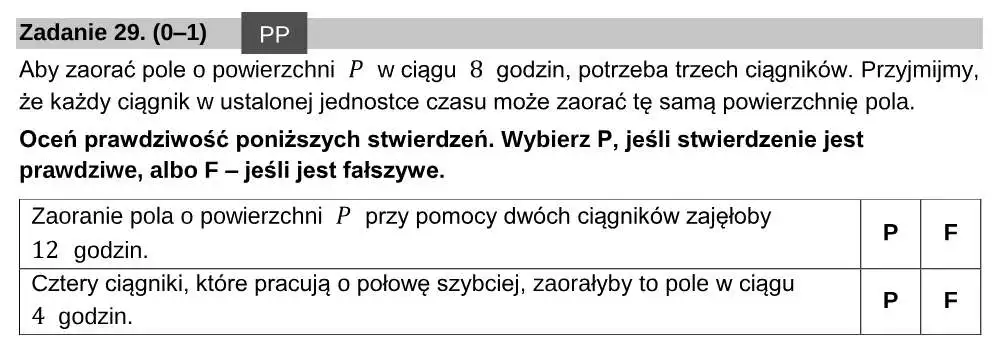 Zadanie 29. (0–1) PP
Aby zaorać pole o powierzchni P w ciągu 8 godzin, potrzeba trzech ciągników. Przyjmijmy,
że każdy ciągnik w ustalonej jednostce czasu może zaorać tę samą powierzchnię pola.
Oceń prawdziwość poniższych stwierdzeń. Wybierz P, jeśli stwierdzenie jest
prawdziwe, albo F – jeśli jest fałszywe.
Zaoranie pola o powierzchni P przy pomocy dwóch ciągników zajęłoby
12 godzin.
P F
Cztery ciągniki, które pracują o połowę szybciej, zaorałyby to pole w ciągu
4 godzin.
P F